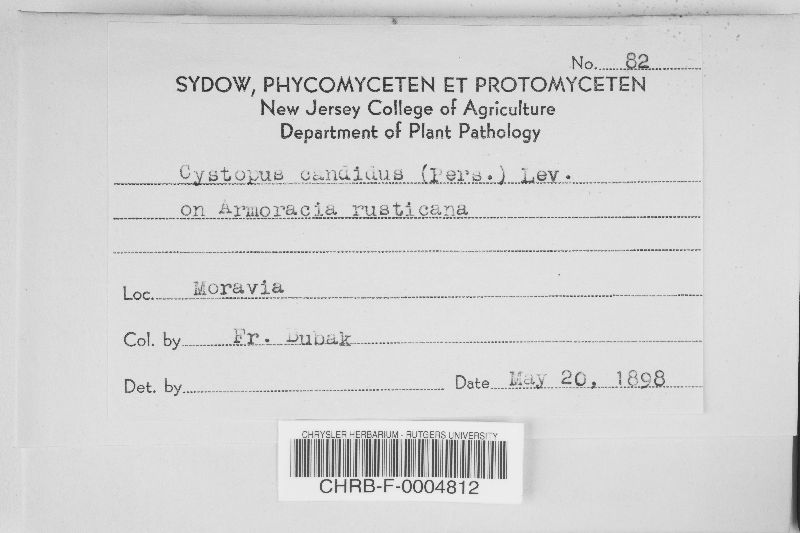 No. 82
SYDOW, PHYCOMYCETEN ET PROTOMYCETEN
New Jersey College of Agriculture
Department of Plant Pathology
Cystopus candidus (Pers.) Lev.
on Armoracia rusticana
Loc. Moravia
Col. by Fr. Bubak
Det. by
Date May 20, 1898
CHRYSLER HERBARIUM - RUTGERS UNIVERSITY
CHRB-F-0004812